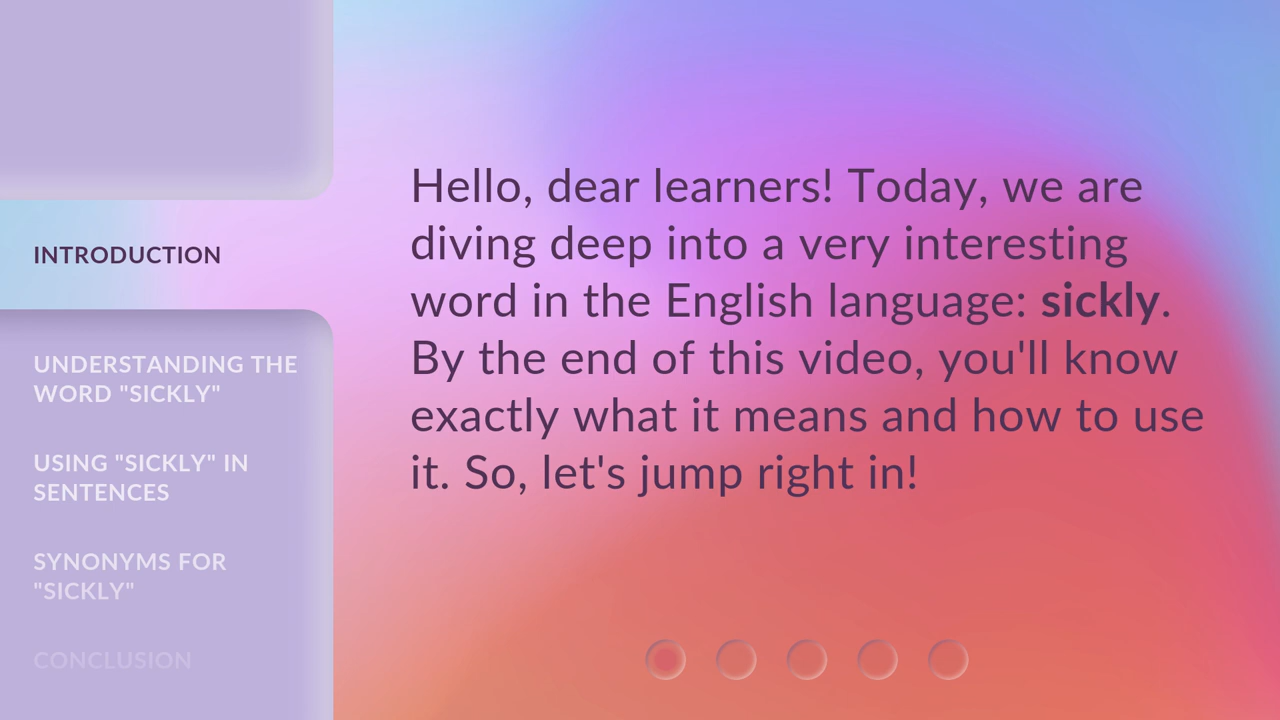 INTRODUCTION
UNDERSTANDING THE
WORD "SICKLY"
USING "SICKLY" IN
SENTENCES
SYNONYMS FOR
"SICKLY"
CONCLUSION
Hello, dear learners! Today, we are
diving deep into a very interesting
word in the English language: sickly.
By the end of this video, you'll know
exactly what it means and how to use
it. So, let's jump right in!